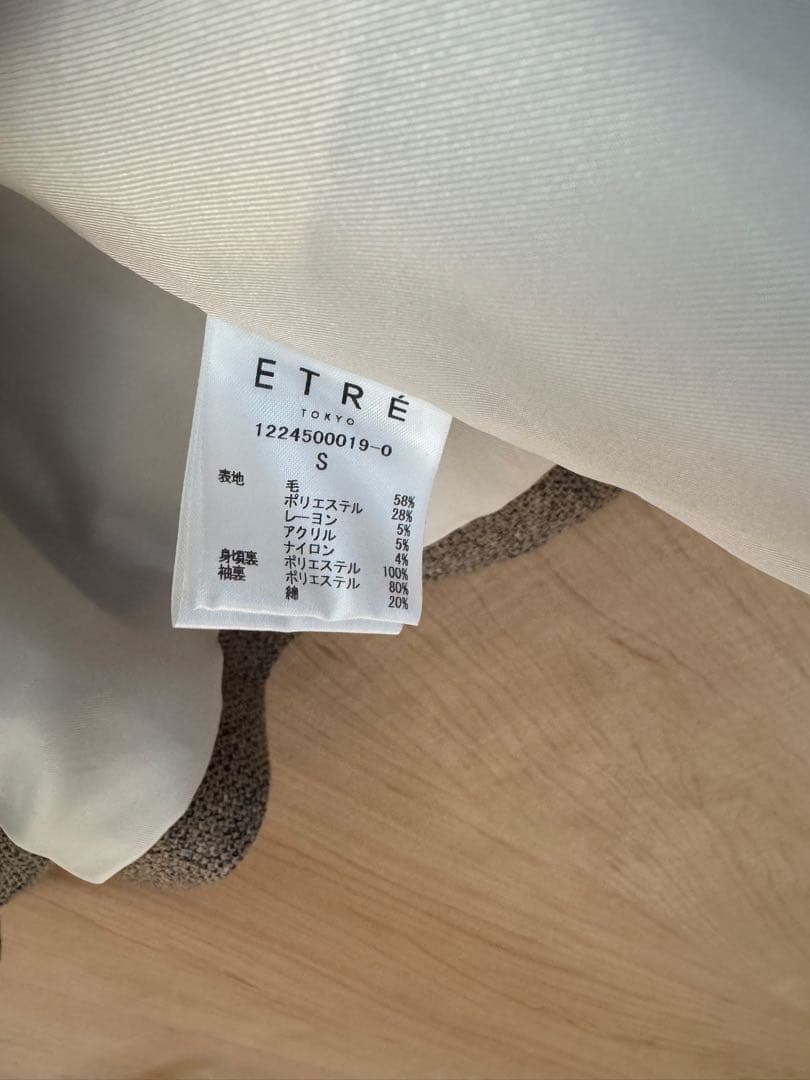 ETRÉ
TOKYO
1224500019-0
S
表地 毛 58%
ポリエステル 28%
レーヨン 5%
アクリル 5%
ナイロン 4%
身頃裏 ポリエステル 100%
袖裏 ポリエステル 80%
綿 20%